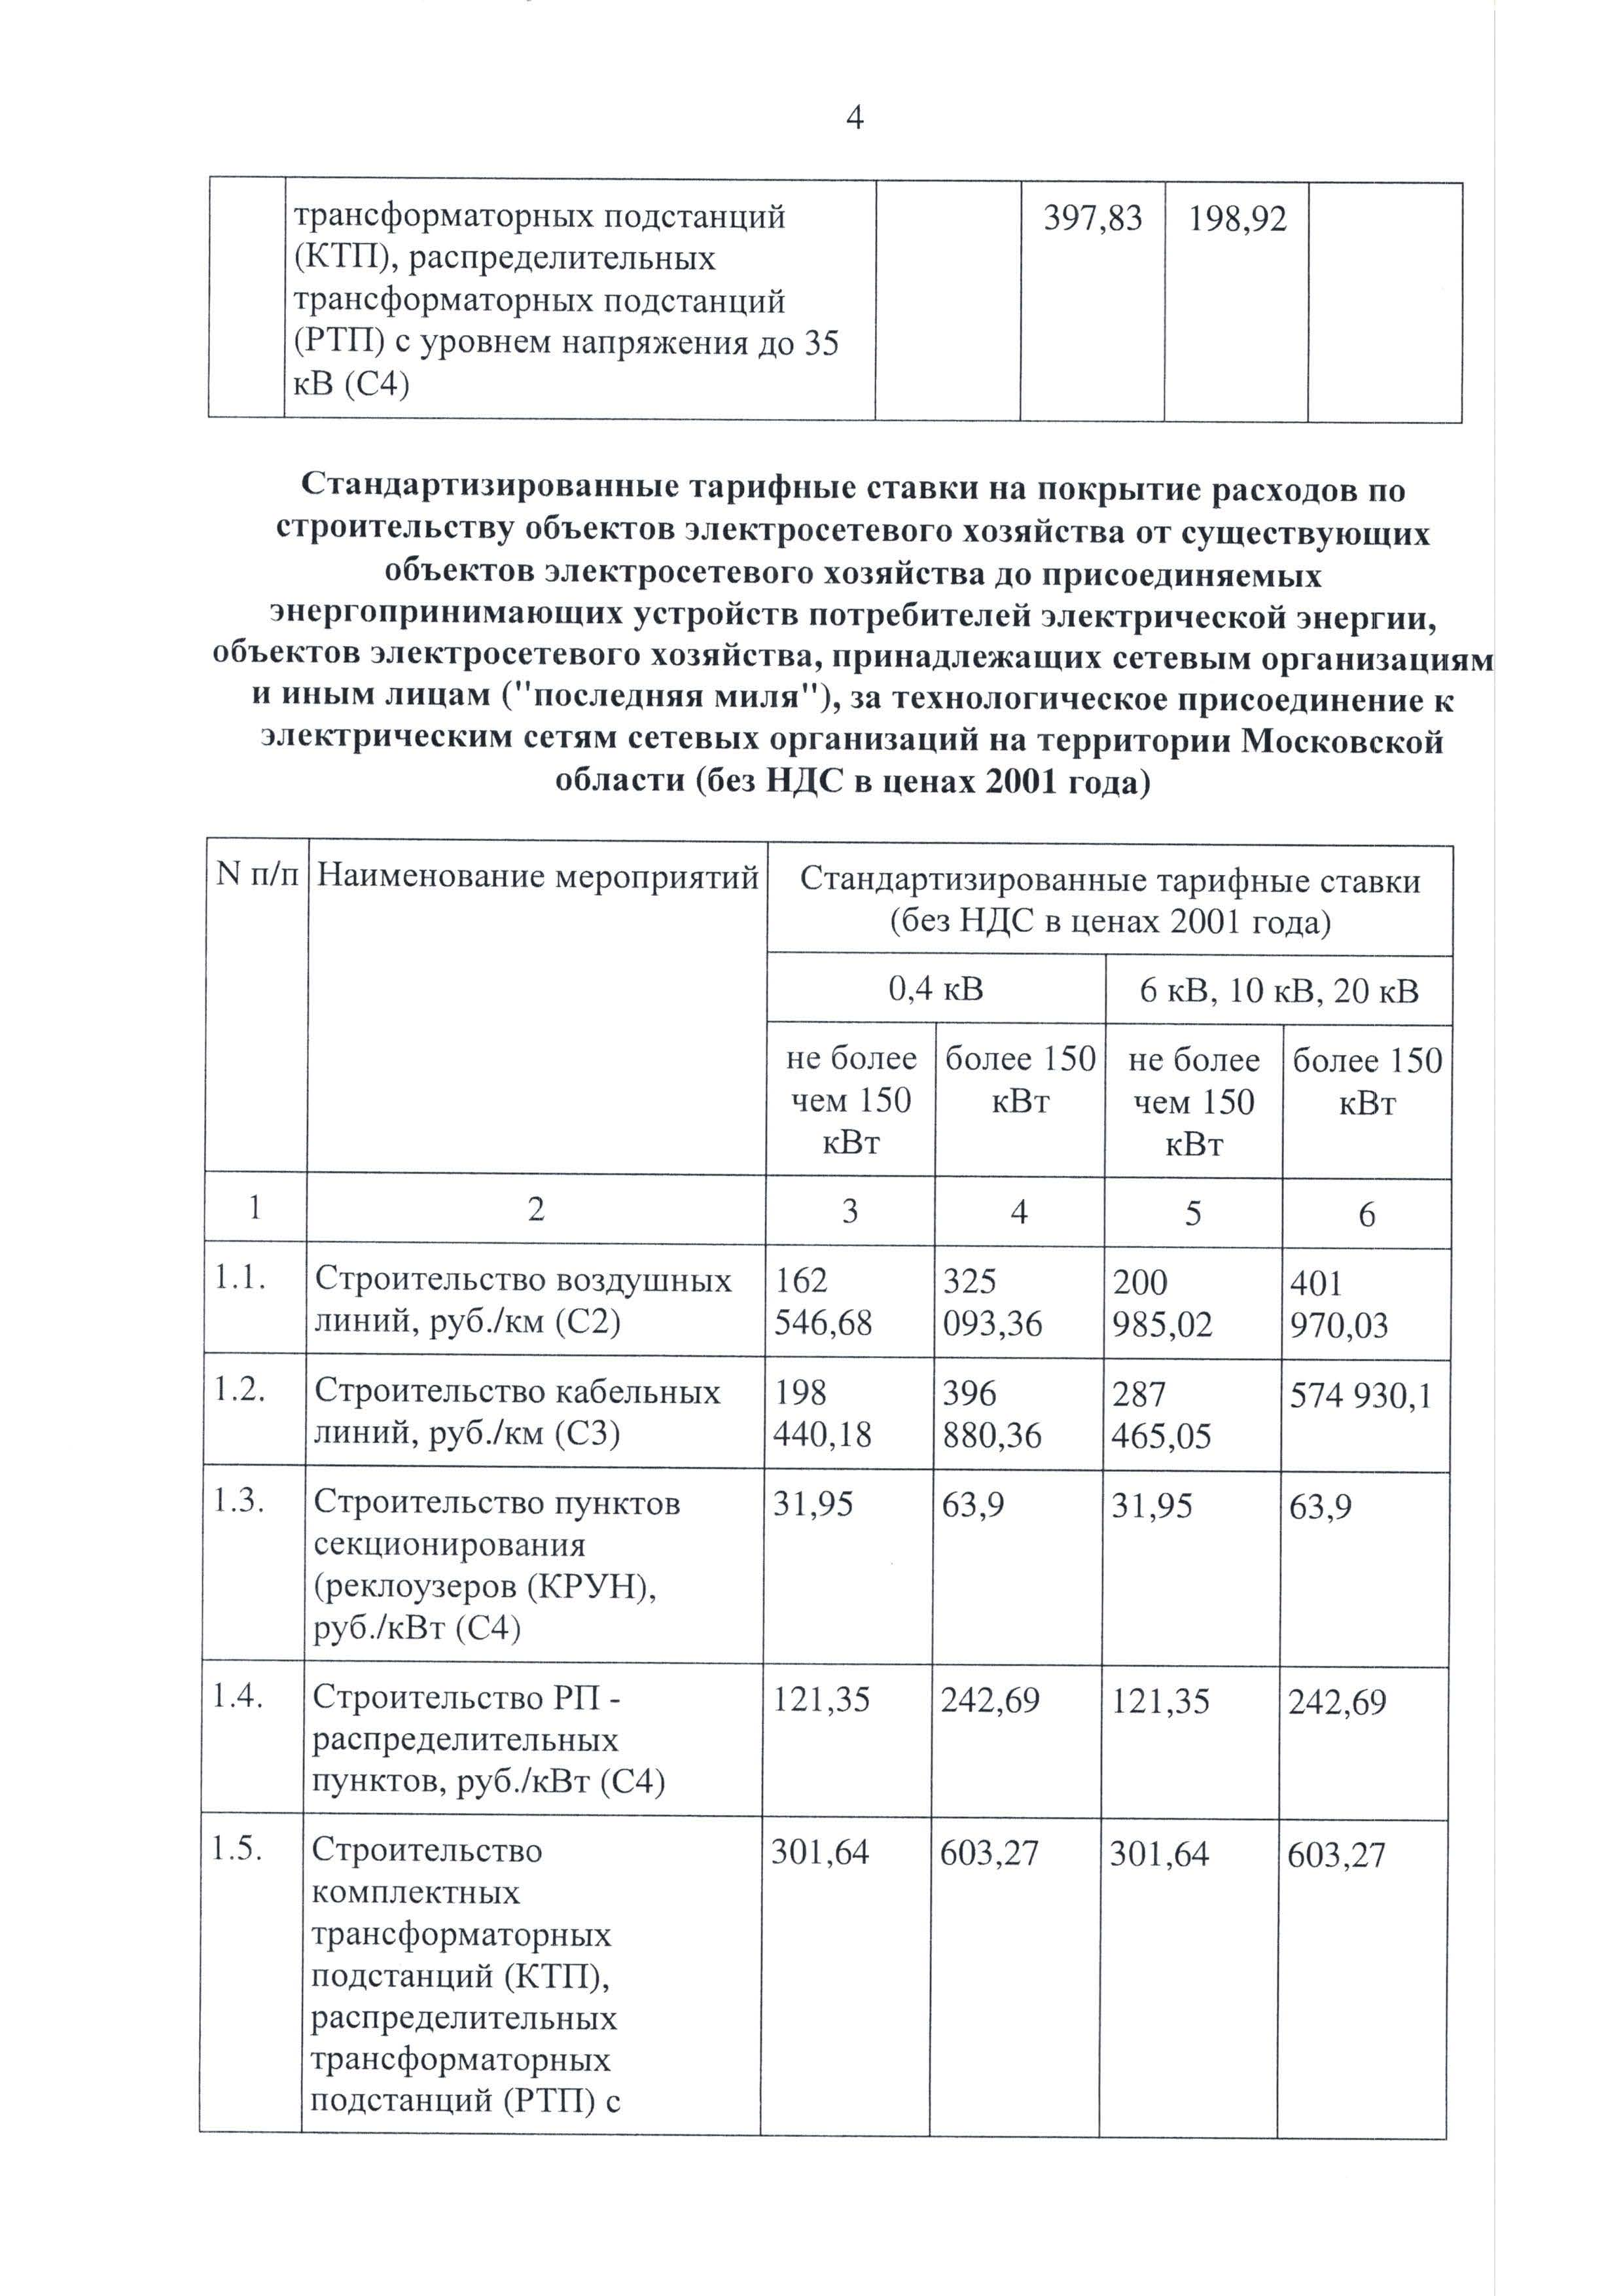 4
трансформаторных подстанций
(КТП), распределительных
трансформаторных подстанций
(РТП) с уровнем напряжения до 35
кВ (С4)
397,83
198,92
Стандартизированные тарифные ставки на покрытие расходов по
строительству объектов электросетевого хозяйства от существующих
объектов электросетевого хозяйства до присоединяемых
энергопринимающих устройств потребителей электрической энергии,
объектов электросетевого хозяйства, принадлежащих сетевым организациям
и иным лицам ("последняя миля"), за технологическое присоединение к
электрическим сетям сетевых организаций на территории Московской
области (без НДС в ценах 2001 года)
N п/п
Наименование мероприятий
Стандартизированные тарифные ставки
(без НДС в ценах 2001 года)
0,4 кВ
6 кВ, 10 кВ, 20 кВ
не более
чем 150
кВт
более 150
кВт
не более
чем 150
кВт
более 150
кВт
1
2
3
4
5
6
1.1.
Строительство воздушных
линий, руб./км (С2)
162
546,68
325
093,36
200
985,02
401
970,03
1.2.
Строительство кабельных
линий, руб./км (С3)
198
440,18
396
880,36
287
465,05
574 930,1
1.3.
Строительство пунктов
секционирования
(реклоузеров (КРУН),
руб./кВт (С4)
31,95
63,9
31,95
63,9
1.4.
Строительство РП -
распределительных
пунктов, руб./кВт (С4)
121,35
242,69
121,35
242,69
1.5.
Строительство
комплектных
трансформаторных
подстанций (КТП),
распределительных
трансформаторных
подстанций (РТП) с
301,64
603,27
301,64
603,27